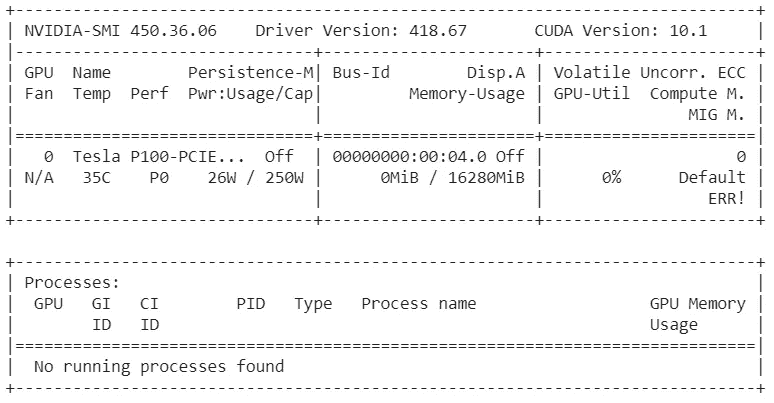 +-----------------------------------------------------------------------------+
| NVIDIA-SMI 450.36.06    Driver Version: 418.67       CUDA Version: 10.1     |
|-------------------------------+----------------------+----------------------+
| GPU  Name        Persistence-M| Bus-Id        Disp.A | Volatile Uncorr. ECC |
| Fan  Temp  Perf  Pwr:Usage/Cap|         Memory-Usage | GPU-Util  Compute M. |
|                               |                      |               MIG M. |
|===============================+======================+======================|
|   0  Tesla P100-PCIE...  Off  | 00000000:00:04.0 Off |                    0 |
| N/A   35C    P0    26W / 250W |      0MiB / 16280MiB |      0%      Default |
|                               |                      |                 ERR! |
+-------------------------------+----------------------+----------------------+

+-----------------------------------------------------------------------------+
| Processes:                                                                  |
|  GPU   GI   CI        PID   Type   Process name                  GPU Memory |
|        ID   ID                                                   Usage      |
|=============================================================================|
|  No running processes found                                                 |
+-----------------------------------------------------------------------------+